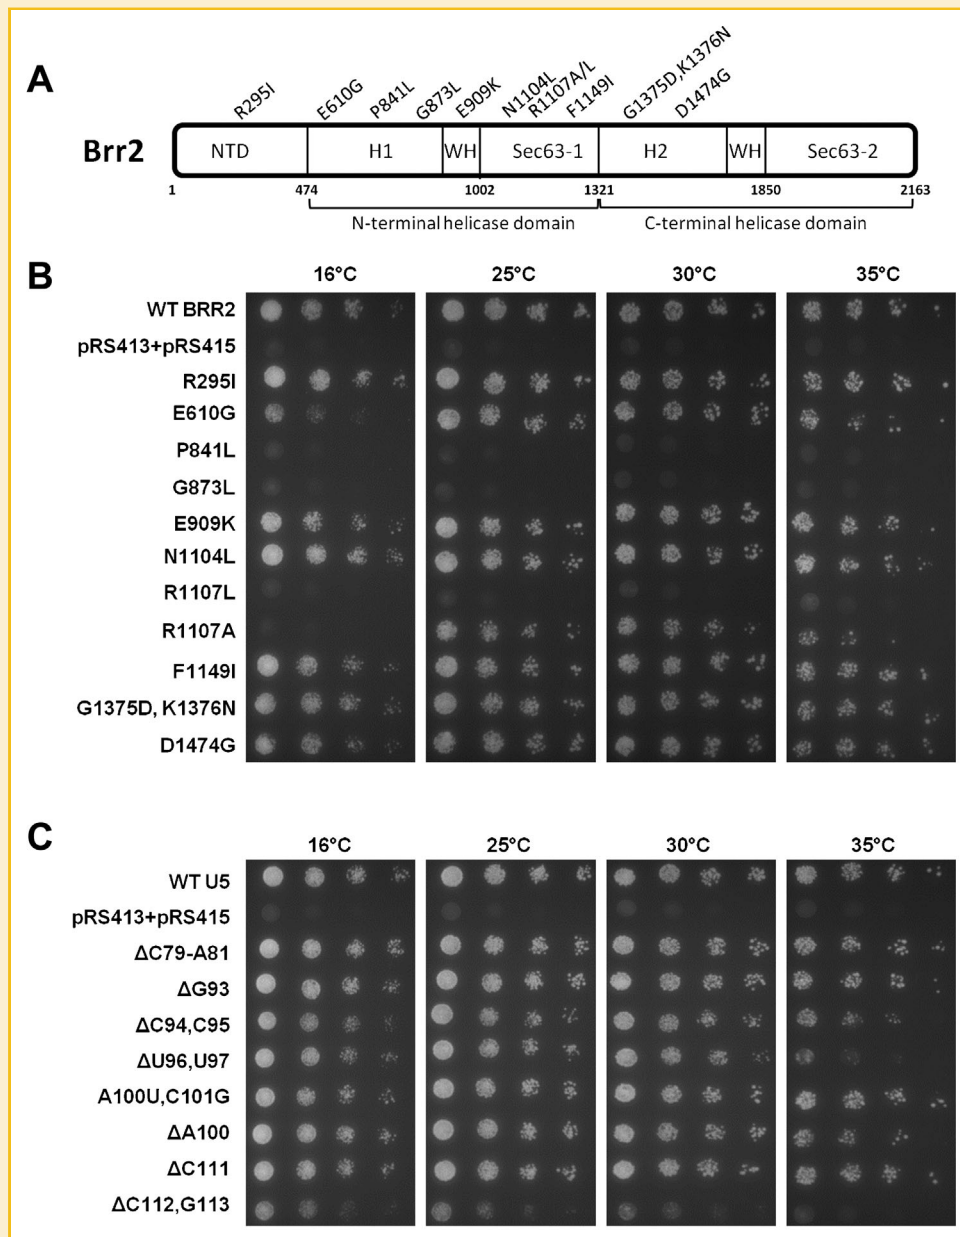 A
R295I E610G P841L G873L E909K N1104L R1107A/L F1149I G1375D,K1376N D1474G
Brr2 NTD H1 WH Sec63-1 H2 WH Sec63-2
1 474 1002 1321 1850 2163
N-terminal helicase domain C-terminal helicase domain
B
16°C 25°C 30°C 35°C
WT BRR2
pRS413+pRS415
R295I
E610G
P841L
G873L
E909K
N1104L
R1107L
R1107A
F1149I
G1375D, K1376N
D1474G
C
16°C 25°C 30°C 35°C
WT U5
pRS413+pRS415
ΔC79-A81
ΔG93
ΔC94,C95
ΔU96,U97
A100U,C101G
ΔA100
ΔC111
ΔC112,G113